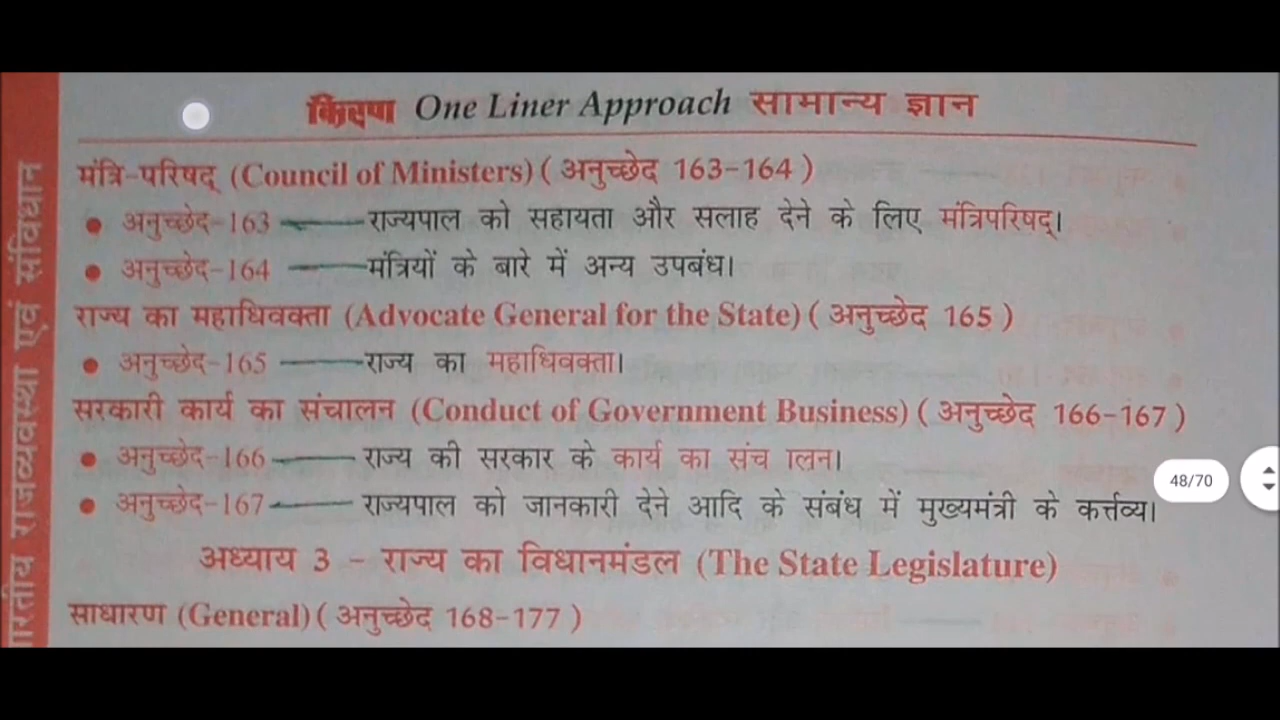 किरण One Liner Approach सामान्य ज्ञान
मंत्रि-परिषद् (Council of Ministers) ( अनुच्छेद 163-164 )
• अनुच्छेद-163 — राज्यपाल को सहायता और सलाह देने के लिए मंत्रिपरिषद्।
• अनुच्छेद-164 — मंत्रियों के बारे में अन्य उपबंध।
राज्य का महाधिवक्ता (Advocate General for the State) ( अनुच्छेद 165 )
• अनुच्छेद-165 — राज्य का महाधिवक्ता।
सरकारी कार्य का संचालन (Conduct of Government Business) ( अनुच्छेद 166-167 )
• अनुच्छेद-166 — राज्य की सरकार के कार्य का संच ालन।
• अनुच्छेद-167 — राज्यपाल को जानकारी देने आदि के संबंध में मुख्यमंत्री के कर्त्तव्य।
48/70
अध्याय 3 - राज्य का विधानमंडल (The State Legislature)
साधारण (General) ( अनुच्छेद 168-177 )
ारतीय राजव्यवस्था एवं संविधान